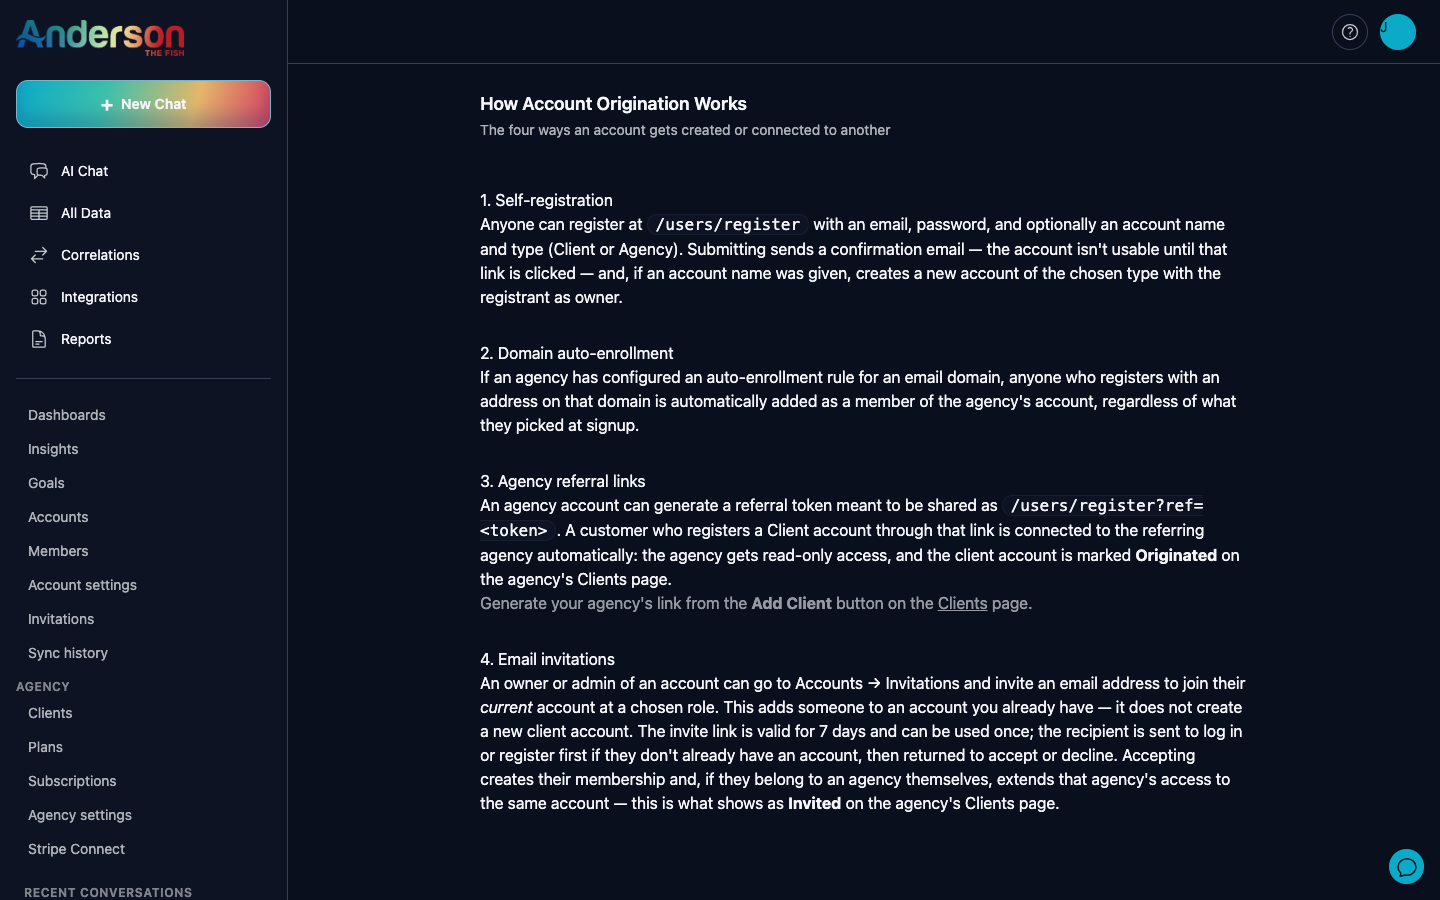 Anderson
THE FISH
New Chat
AI Chat
All Data
Correlations
Integrations
Reports
Dashboards
Insights
Goals
Accounts
Members
Account settings
Invitations
Sync history
AGENCY
Clients
Plans
Subscriptions
Agency settings
Stripe Connect
RECENT CONVERSATIONS
J
How Account Origination Works
The four ways an account gets created or connected to another
1. Self-registration
Anyone can register at /users/register with an email, password, and optionally an account name
and type (Client or Agency). Submitting sends a confirmation email — the account isn't usable until that
link is clicked — and, if an account name was given, creates a new account of the chosen type with the
registrant as owner.
2. Domain auto-enrollment
If an agency has configured an auto-enrollment rule for an email domain, anyone who registers with an
address on that domain is automatically added as a member of the agency's account, regardless of what
they picked at signup.
3. Agency referral links
An agency account can generate a referral token meant to be shared as /users/register?ref=
<token> . A customer who registers a Client account through that link is connected to the referring
agency automatically: the agency gets read-only access, and the client account is marked Originated on
the agency's Clients page.
Generate your agency's link from the Add Client button on the Clients page.
4. Email invitations
An owner or admin of an account can go to Accounts → Invitations and invite an email address to join their
current account at a chosen role. This adds someone to an account you already have — it does not create
a new client account. The invite link is valid for 7 days and can be used once; the recipient is sent to log in
or register first if they don't already have an account, then returned to accept or decline. Accepting
creates their membership and, if they belong to an agency themselves, extends that agency's access to
the same account — this is what shows as Invited on the agency's Clients page.